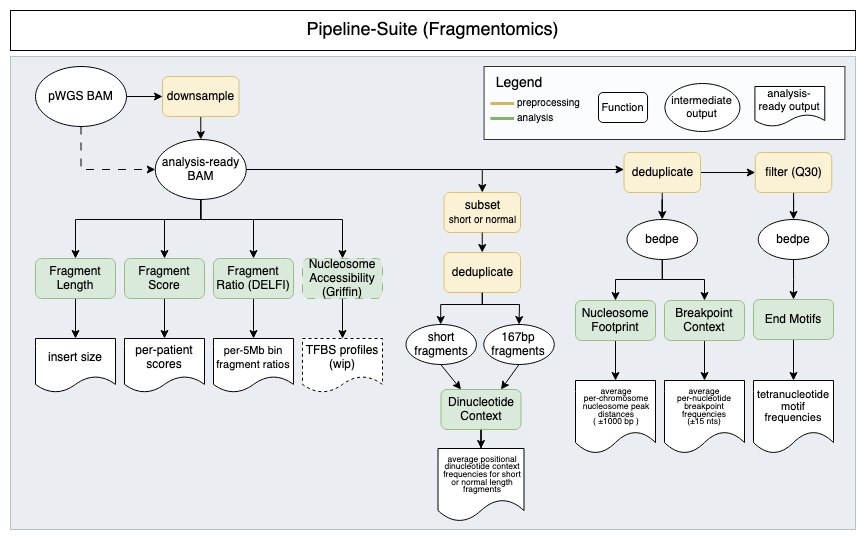 Pipeline-Suite (Fragmentomics)
pWGS BAM
downsample
Legend
preprocessing
analysis
Function
intermediate
output
analysis-
ready output
analysis-ready
BAM
deduplicate
filter (Q30)
subset
short or normal
bedpe
bedpe
Fragment
Length
Fragment
Score
Fragment
Ratio (DELFI)
Nucleosome
Accessibility
(Griffin)
deduplicate
short
fragments
167bp
fragments
Nucleosome
Footprint
Breakpoint
Context
End Motifs
insert size
per-patient
scores
per-5Mb bin
fragment ratios
TFBS profiles
(wip)
Dinucleotide
Context
average
per-chromosome
nucleosome peak
distances
( ±1000 bp )
average
per-nucleotide
breakpoint
frequencies
(±15 nts)
tetranucleotide
motif
frequencies
average positional
dinucleotide context
frequencies for short
or normal length
fragments